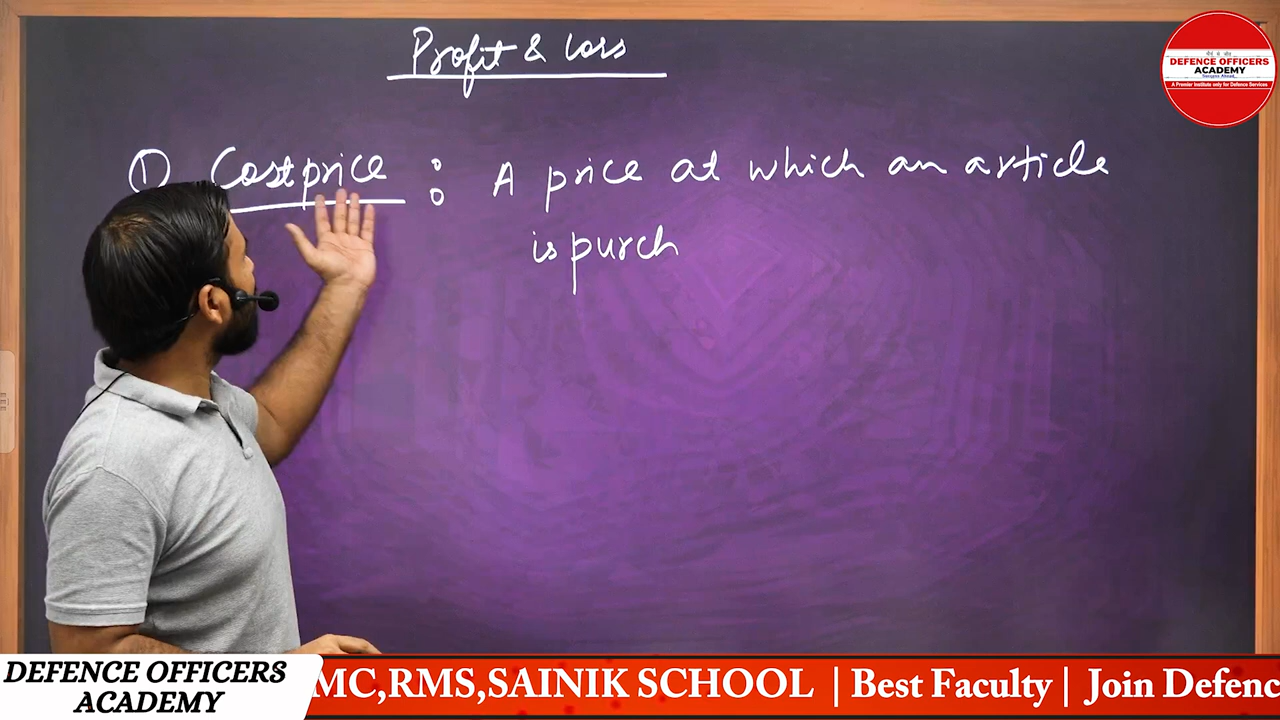 Profit & loss
DEFENCE OFFICERS
ACADEMY
A Premier Institute only for Defence Services
1) Costprice : A price at which an article
is purch
DEFENCE OFFICERS
ACADEMY
MC,RMS,SAINIK SCHOOL | Best Faculty | Join Defenc